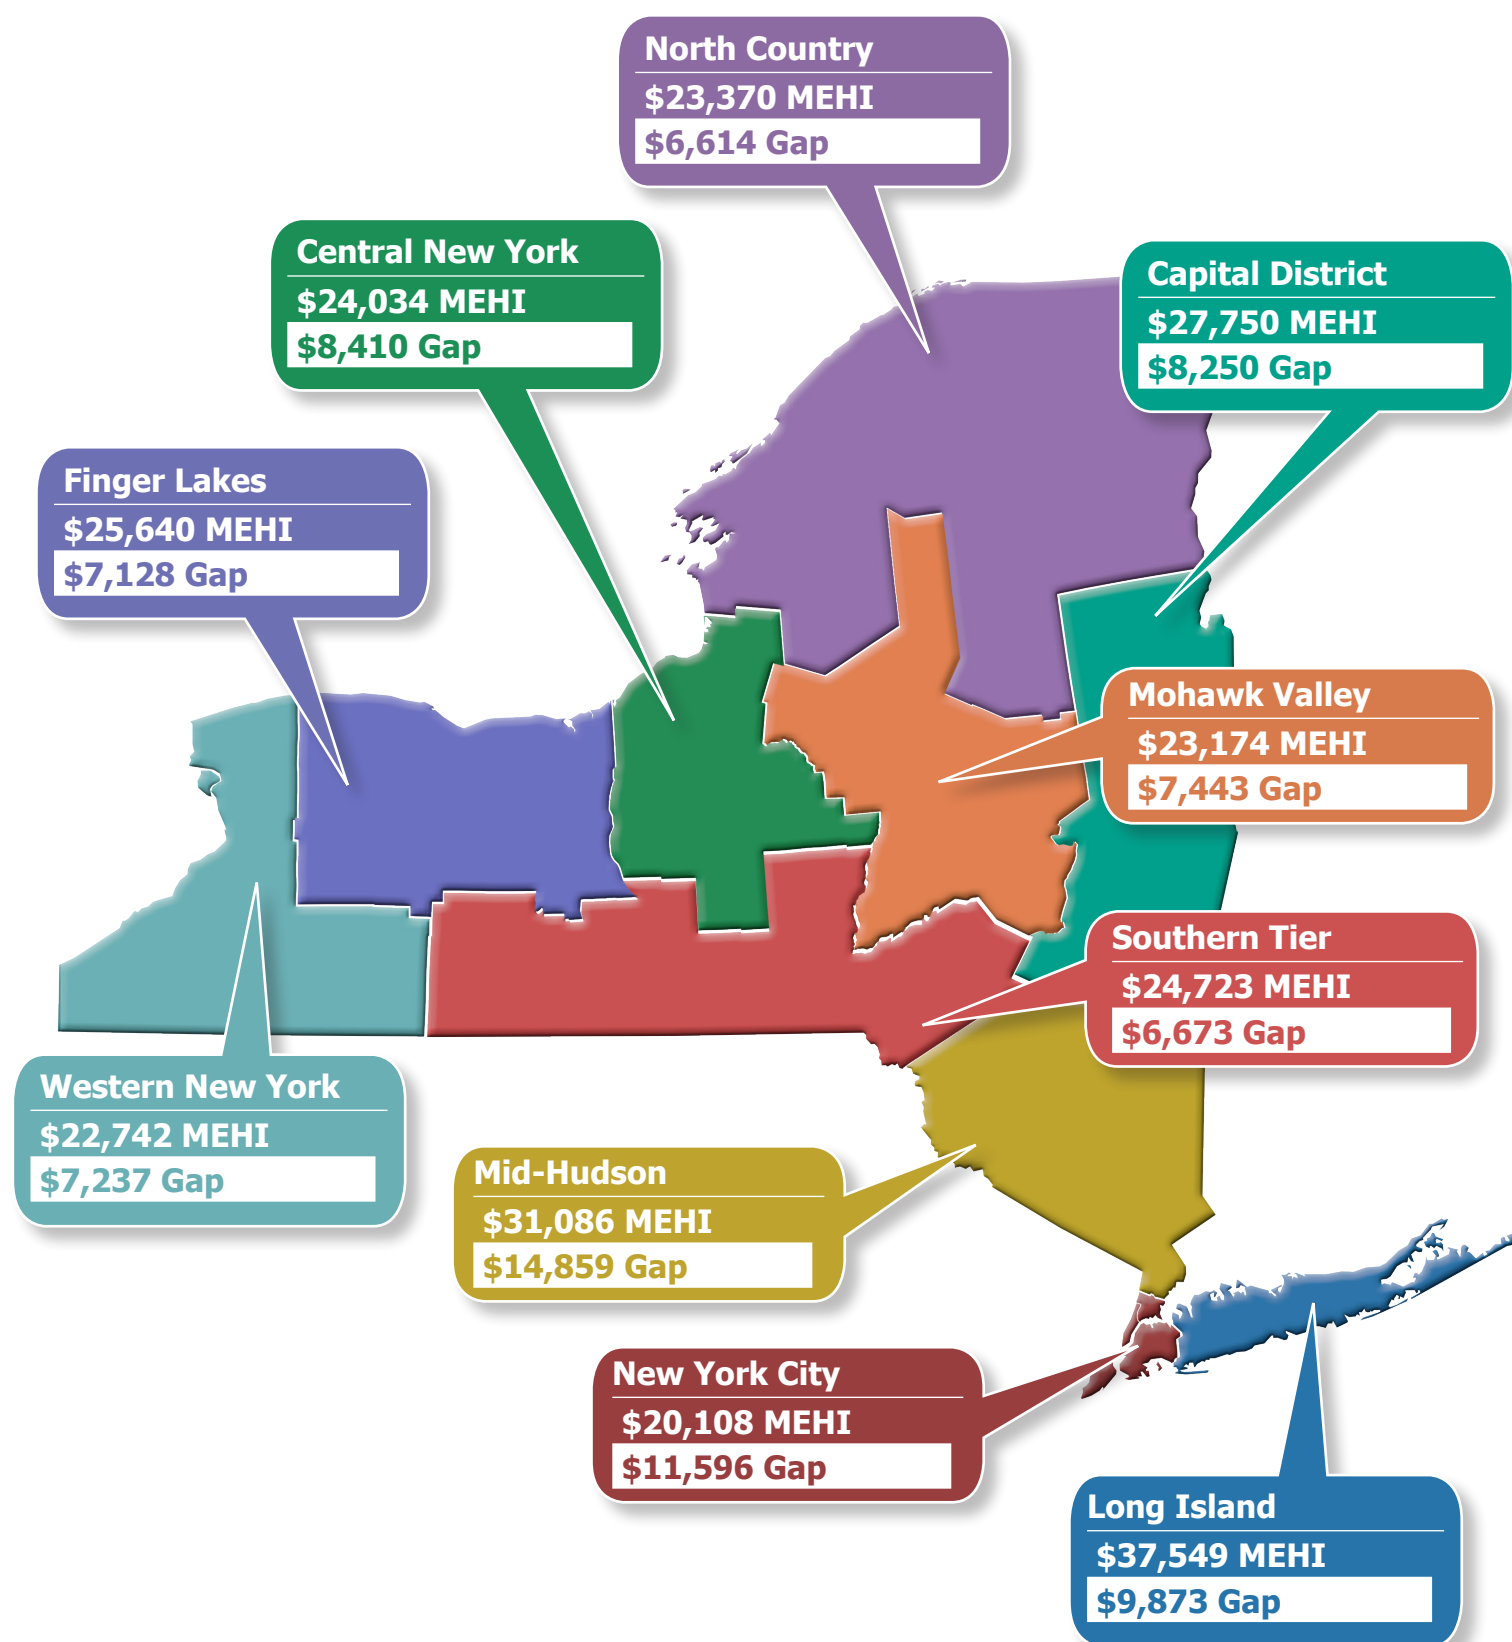 North Country
$23,370 MEHI
$6,614 Gap
Central New York
$24,034 MEHI
$8,410 Gap
Capital District
$27,750 MEHI
$8,250 Gap
Finger Lakes
$25,640 MEHI
$7,128 Gap
Mohawk Valley
$23,174 MEHI
$7,443 Gap
Southern Tier
$24,723 MEHI
$6,673 Gap
Western New York
$22,742 MEHI
$7,237 Gap
Mid-Hudson
$31,086 MEHI
$14,859 Gap
New York City
$20,108 MEHI
$11,596 Gap
Long Island
$37,549 MEHI
$9,873 Gap